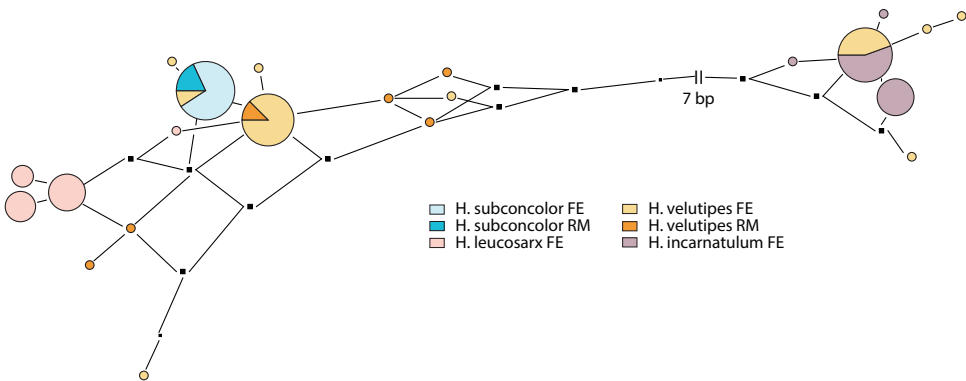 7 bp
H. subconcolor FE
H. subconcolor RM
H. leucosarx FE
H. velutipes FE
H. velutipes RM
H. incarnatulum FE